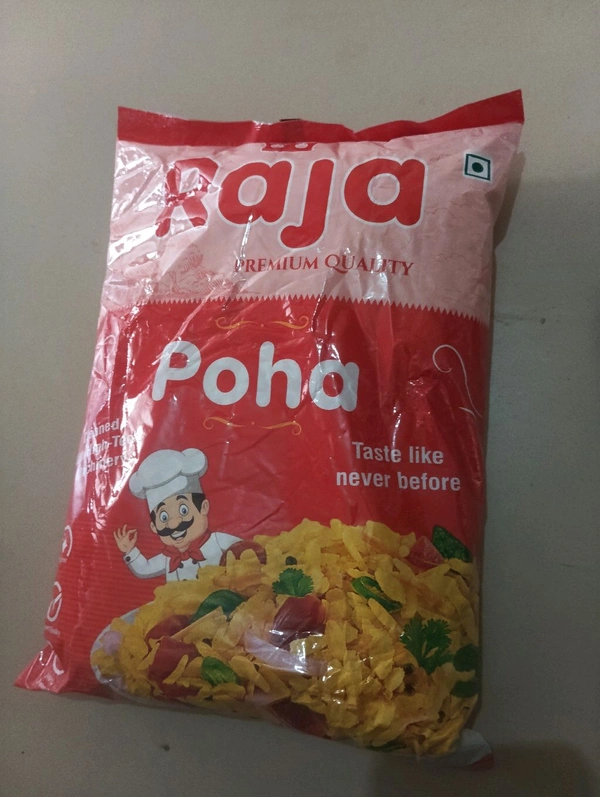 Raja
PREMIUM QUALITY
Poha
Taste like
never before